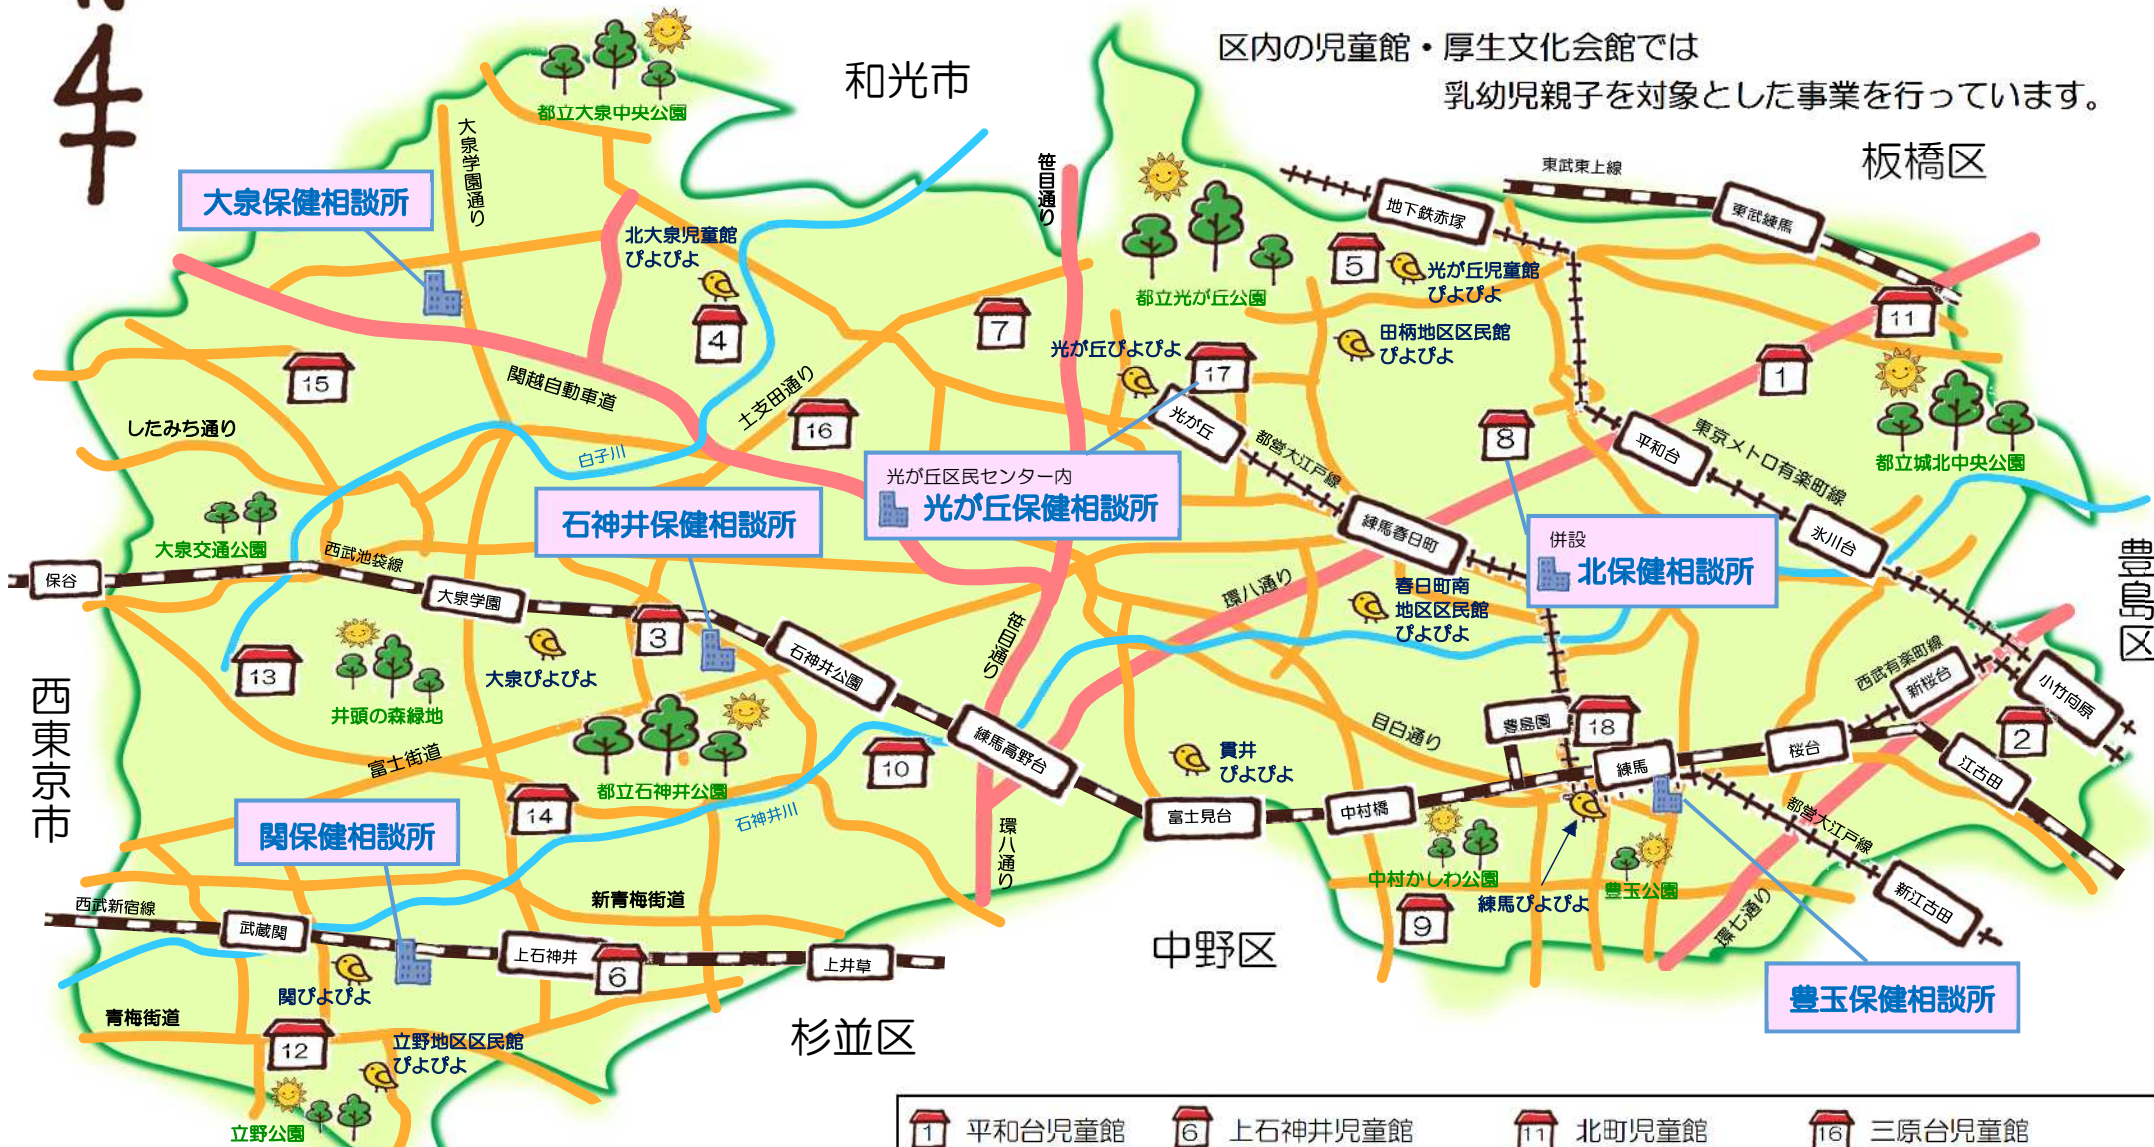 4
区内の児童館・厚生文化会館では
乳幼児親子を対象とした事業を行っています。
和光市
板橋区
豊島区
中野区
杉並区
西東京市
都立大泉中央公園
大泉学園通り
大泉保健相談所
北大泉児童館
ぴよぴよ
4
笹目通り
都立光が丘公園
東武東上線
地下鉄赤塚
東武練馬
5
光が丘児童館
ぴよぴよ
田柄地区区民館
ぴよぴよ
7
11
1
光が丘ぴよぴよ
17
光が丘
都営大江戸線
15
関越自動車道
土支田通り
16
したみち通り
白子川
8
平和台
東京メトロ有楽町線
都立城北中央公園
光が丘区民センター内
光が丘保健相談所
石神井保健相談所
大泉交通公園
練馬春日町
氷川台
併設
北保健相談所
保谷
西武池袋線
大泉学園
環八通り
春日町南
地区区民館
ぴよぴよ
3
石神井公園
笹目通り
13
大泉ぴよぴよ
井頭の森緑地
西武有楽町線
新桜台
小竹向原
富士街道
都立石神井公園
10
練馬高野台
貫井
ぴよぴよ
目白通り
豊島園
18
練馬
桜台
2
江古田
14
石神井川
環八通り
富士見台
中村橋
都営大江戸線
関保健相談所
中村かしわ公園
練馬ぴよぴよ
豊玉公園
新江古田
9
環七通り
豊玉保健相談所
新青梅街道
西武新宿線
武蔵関
上石神井
6
上井草
関ぴよぴよ
青梅街道
12
立野地区区民館
ぴよぴよ
立野公園
1 平和台児童館 6 上石神井児童館 11 北町児童館 16 三原台児童館